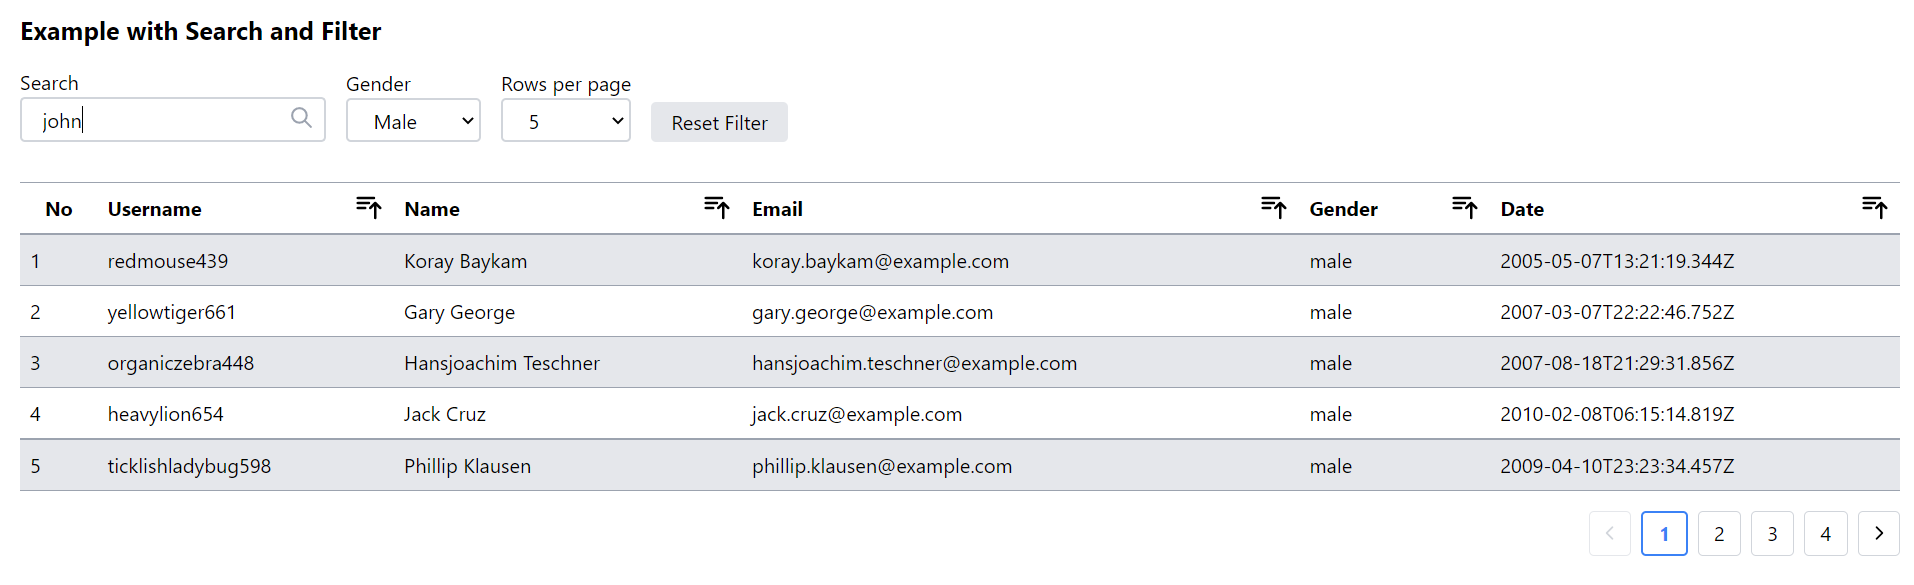 Example with Search and Filter
Search Gender Rows per page
john Male 5 Reset Filter
No Username Name Email Gender Date
1 redmouse439 Koray Baykam koray.baykam@example.com male 2005-05-07T13:21:19.344Z
2 yellowtiger661 Gary George gary.george@example.com male 2007-03-07T22:22:46.752Z
3 organiczebra448 Hansjoachim Teschner hansjoachim.teschner@example.com male 2007-08-18T21:29:31.856Z
4 heavylion654 Jack Cruz jack.cruz@example.com male 2010-02-08T06:15:14.819Z
5 ticklishladybug598 Phillip Klausen phillip.klausen@example.com male 2009-04-10T23:23:34.457Z
1 2 3 4